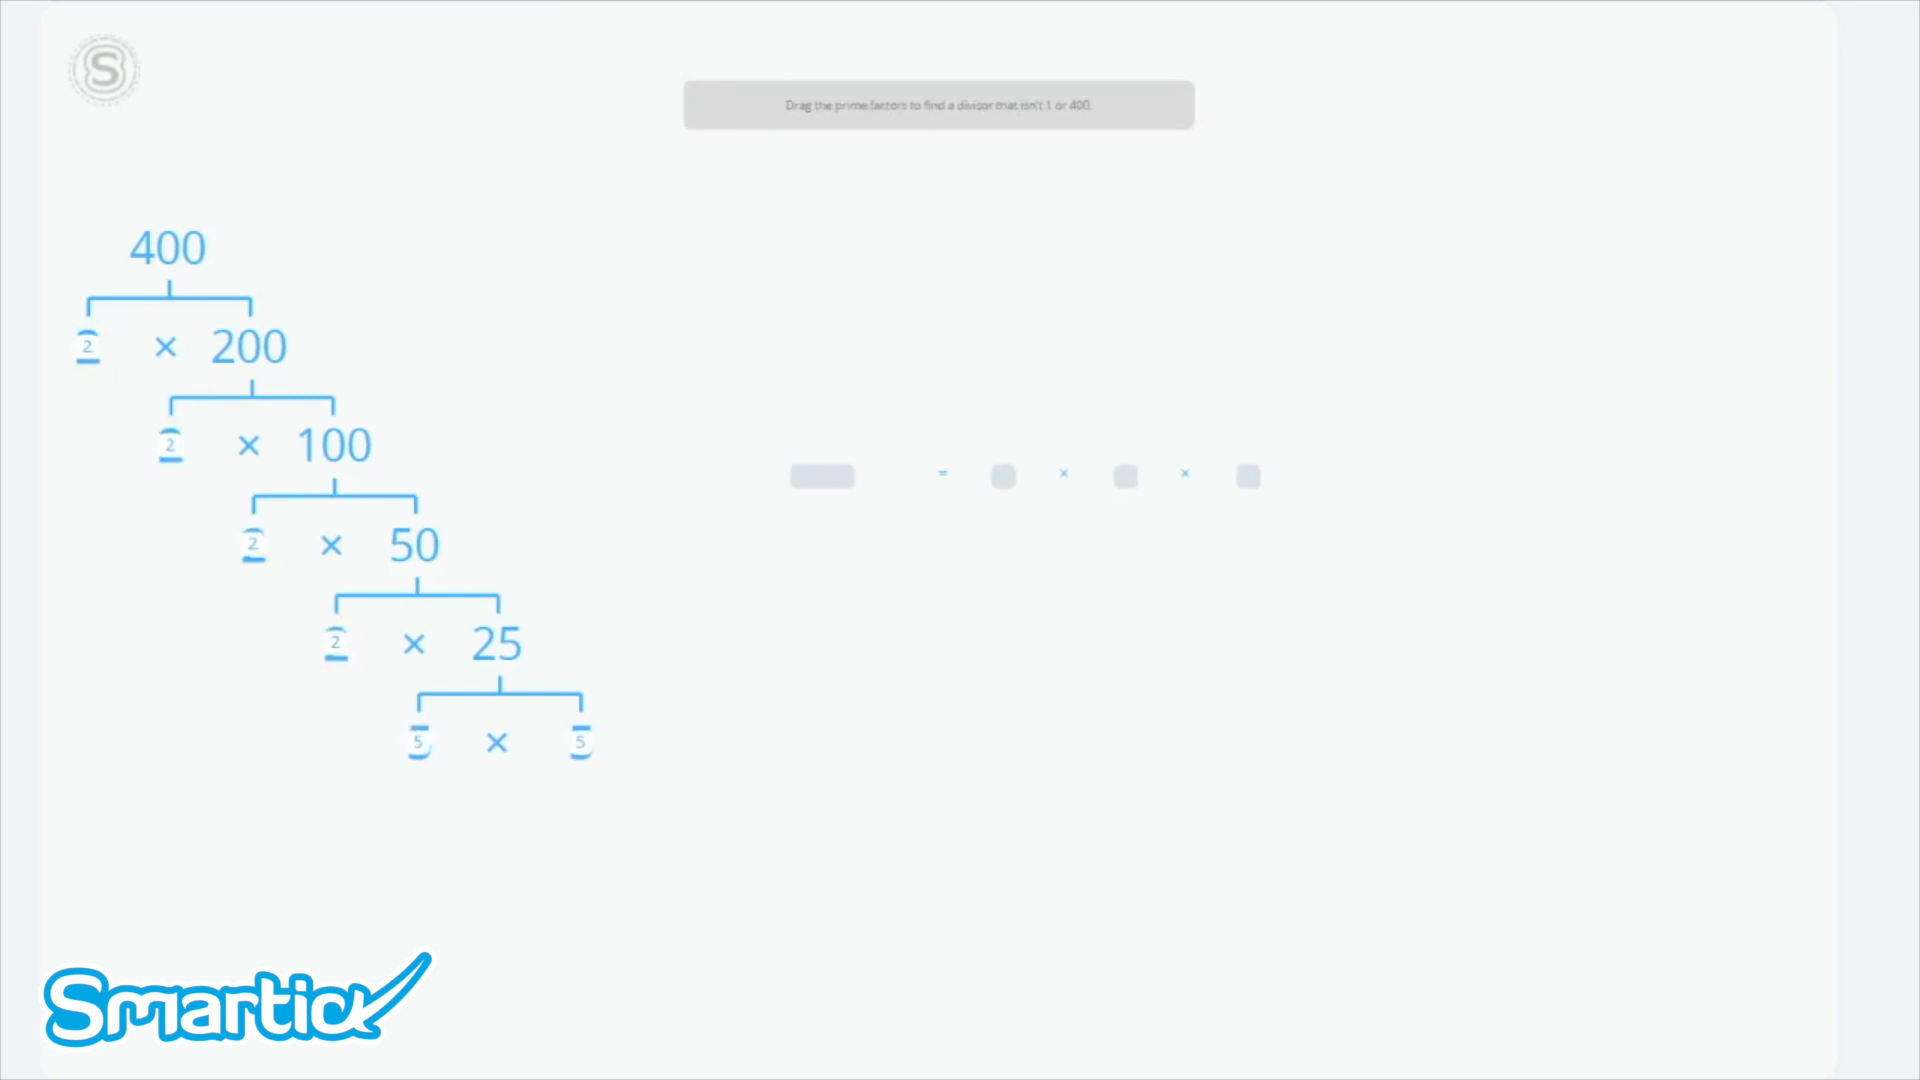 S
Drag the prime factors to find a divisor that isn't 1 or 400.
400
2 × 200
2 × 100
2 × 50
= × ×
2 × 25
5 × 5
Smartick